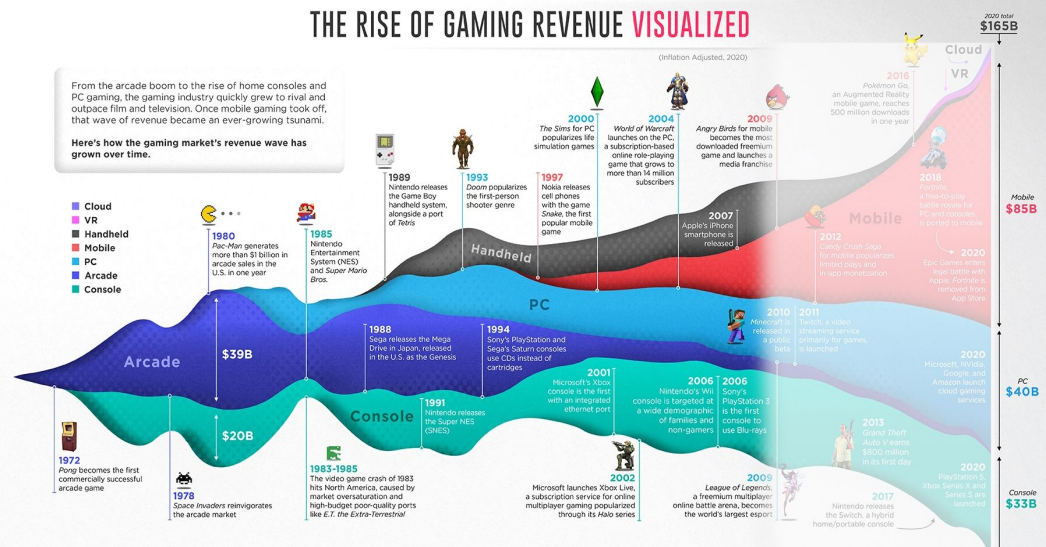 THE RISE OF GAMING REVENUE VISUALIZED
(Inflation Adjusted, 2020)
2020 total
$165B
From the arcade boom to the rise of home consoles and
PC gaming, the gaming industry quickly grew to rival and
outpace film and television. Once mobile gaming took off,
that wave of revenue became an ever-growing tsunami.
Here's how the gaming market's revenue wave has
grown over time.
Cloud
VR
Handheld
Mobile
PC
Arcade
Console
1972
Pong becomes the first
commercially successful
arcade game
1978
Space Invaders reinvigorates
the arcade market
1980
Pac-Man generates
more than $1 billion in
arcade sales in the
U.S. in one year
1985
Nintendo
Entertainment
System (NES)
and Super Mario
Bros.
1983-1985
The video game crash of 1983
hits North America, caused by
market oversaturation and
high-budget poor-quality ports
like E.T. the Extra-Terrestrial
1989
Nintendo releases
the Game Boy
handheld system,
alongside a port
of Tetris
1988
Sega releases the Mega
Drive in Japan, released
in the U.S. as the Genesis
1991
Nintendo releases
the Super NES
(SNES)
1993
Doom popularizes
the first-person
shooter genre
1994
Sony's PlayStation and
Sega's Saturn consoles
use CDs instead of
cartridges
1997
Nokia releases
cell phones
with the game
Snake, the first
popular mobile
game
2000
The Sims for PC
popularizes life
simulation games
2001
Microsoft's Xbox
console is the first
with an integrated
ethernet port
2002
Microsoft launches Xbox Live,
a subscription service for online
multiplayer gaming popularized
through its Halo series
2004
World of Warcraft
launches on the PC,
a subscription-based
online role-playing
game that grows to
more than 14 million
subscribers
2006
Nintendo's Wii
console is targeted at
a wide demographic
of families and
non-gamers
2006
Sony's
PlayStation 3
is the first
console to
use Blu-rays
2007
Apple's iPhone
smartphone is
released
2009
Angry Birds for mobile
becomes the most
downloaded freemium
game and launches a
media franchise
2009
League of Legends,
a freemium multiplayer
online battle arena, becomes
the world's largest esport
2010
Minecraft is
released in
a public
beta
2011
Twitch, a video
streaming service
primarily for games,
is launched
2012
Candy Crush Saga
for mobile popularizes
limited plays and
in-app monetization
2013
Grand Theft
Auto V earns
$800 million
in its first day
2016
Pokémon Go,
an Augmented Reality
mobile game, reaches
500 million downloads
in one year
2017
Nintendo releases
the Switch, a hybrid
home/portable console
2018
Fortnite,
a free-to-play
battle royale for
PC and consoles
is ported to mobile
2020
Epic Games enters
legal battle with
Apple, Fortnite is
removed from
App Store
2020
Microsoft, NVidia,
Google, and
Amazon launch
cloud gaming
services
2020
PlayStation 5,
Xbox Series X and
Series S are
launched
Arcade
$39B
Console
$20B
Handheld
PC
Mobile
Cloud
VR
Mobile
$85B
PC
$40B
Console
$33B